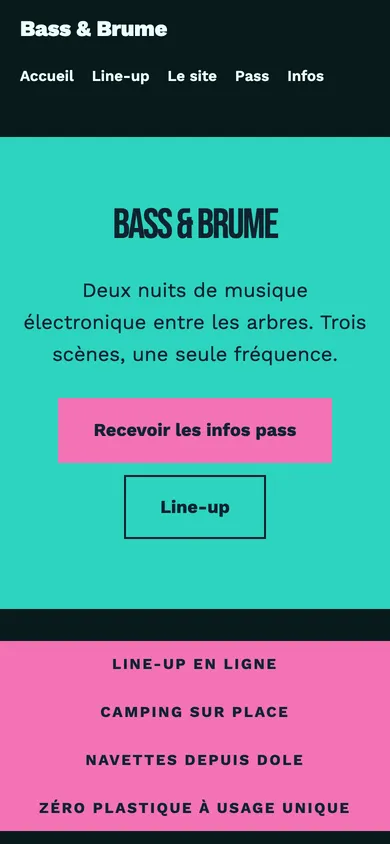 Bass & Brume
Accueil Line-up Le site Pass Infos
BASS & BRUME
Deux nuits de musique
électronique entre les arbres. Trois
scènes, une seule fréquence.
Recevoir les infos pass
Line-up
LINE-UP EN LIGNE
CAMPING SUR PLACE
NAVETTES DEPUIS DOLE
ZÉRO PLASTIQUE À USAGE UNIQUE